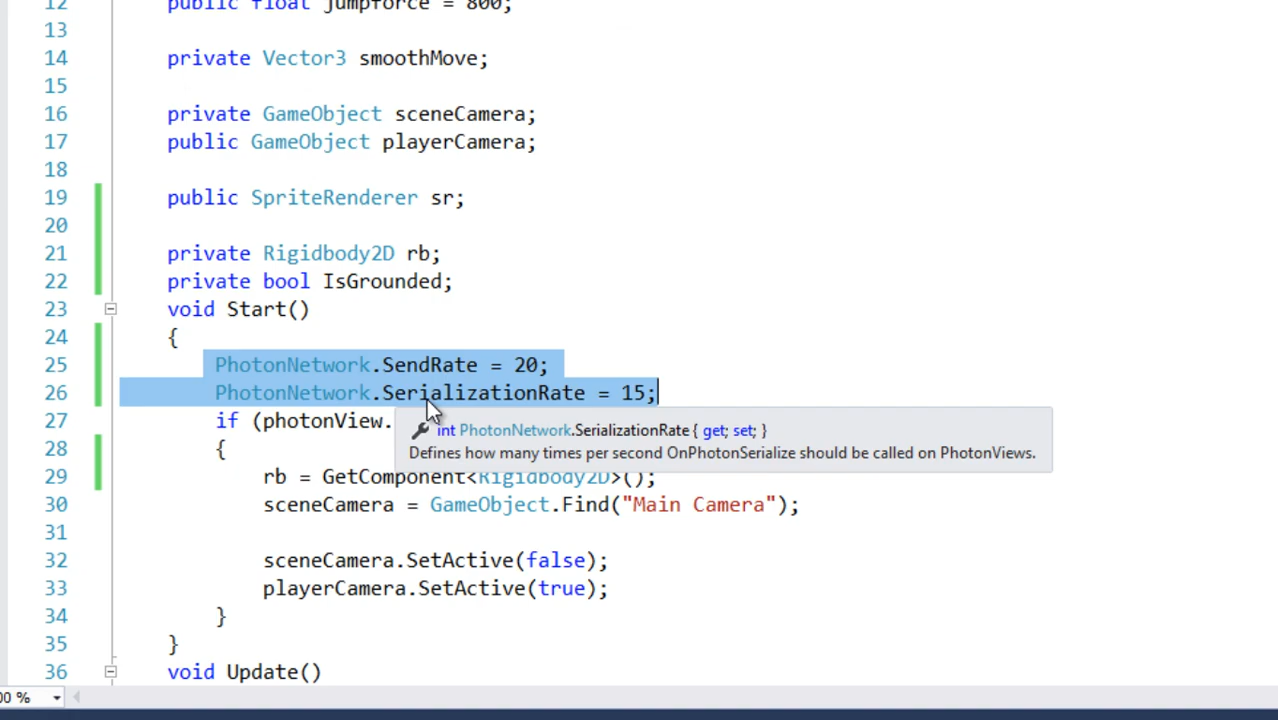 12 public float jumpforce = 800;
13
14 private Vector3 smoothMove;
15
16 private GameObject sceneCamera;
17 public GameObject playerCamera;
18
19 public SpriteRenderer sr;
20
21 private Rigidbody2D rb;
22 private bool IsGrounded;
23 void Start()
24 {
25 PhotonNetwork.SendRate = 20;
26 PhotonNetwork.SerializationRate = 15;
27 if (photonView.
int PhotonNetwork.SerializationRate { get; set; }
28 {
Defines how many times per second OnPhotonSerialize should be called on PhotonViews.
29 rb = GetComponent<Rigidbody2D>();
30 sceneCamera = GameObject.Find("Main Camera");
31
32 sceneCamera.SetActive(false);
33 playerCamera.SetActive(true);
34 }
35 }
36 void Update()
00 %